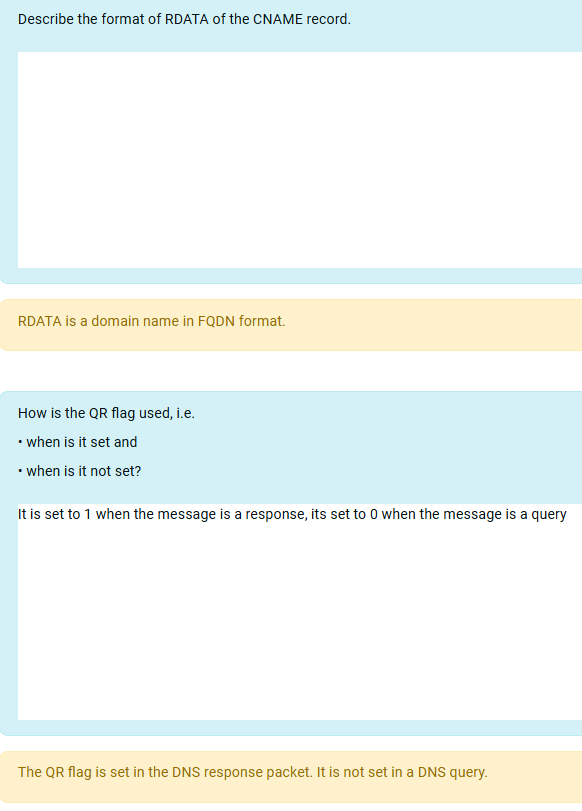 Describe the format of RDATA of the CNAME record.
RDATA is a domain name in FQDN format.
How is the QR flag used, i.e.
• when is it set and
• when is it not set?
It is set to 1 when the message is a response, its set to 0 when the message is a query
The QR flag is set in the DNS response packet. It is not set in a DNS query.